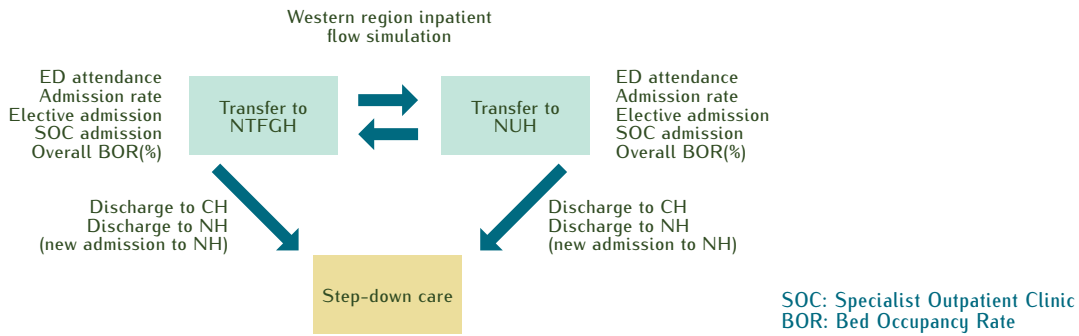 Western region inpatient
flow simulation
ED attendance
Admission rate
Elective admission
SOC admission
Overall BOR(%)
Transfer to
NTFGH
Transfer to
NUH
ED attendance
Admission rate
Elective admission
SOC admission
Overall BOR(%)
Discharge to CH
Discharge to NH
(new admission to NH)
Discharge to CH
Discharge to NH
(new admission to NH)
Step-down care
SOC: Specialist Outpatient Clinic
BOR: Bed Occupancy Rate